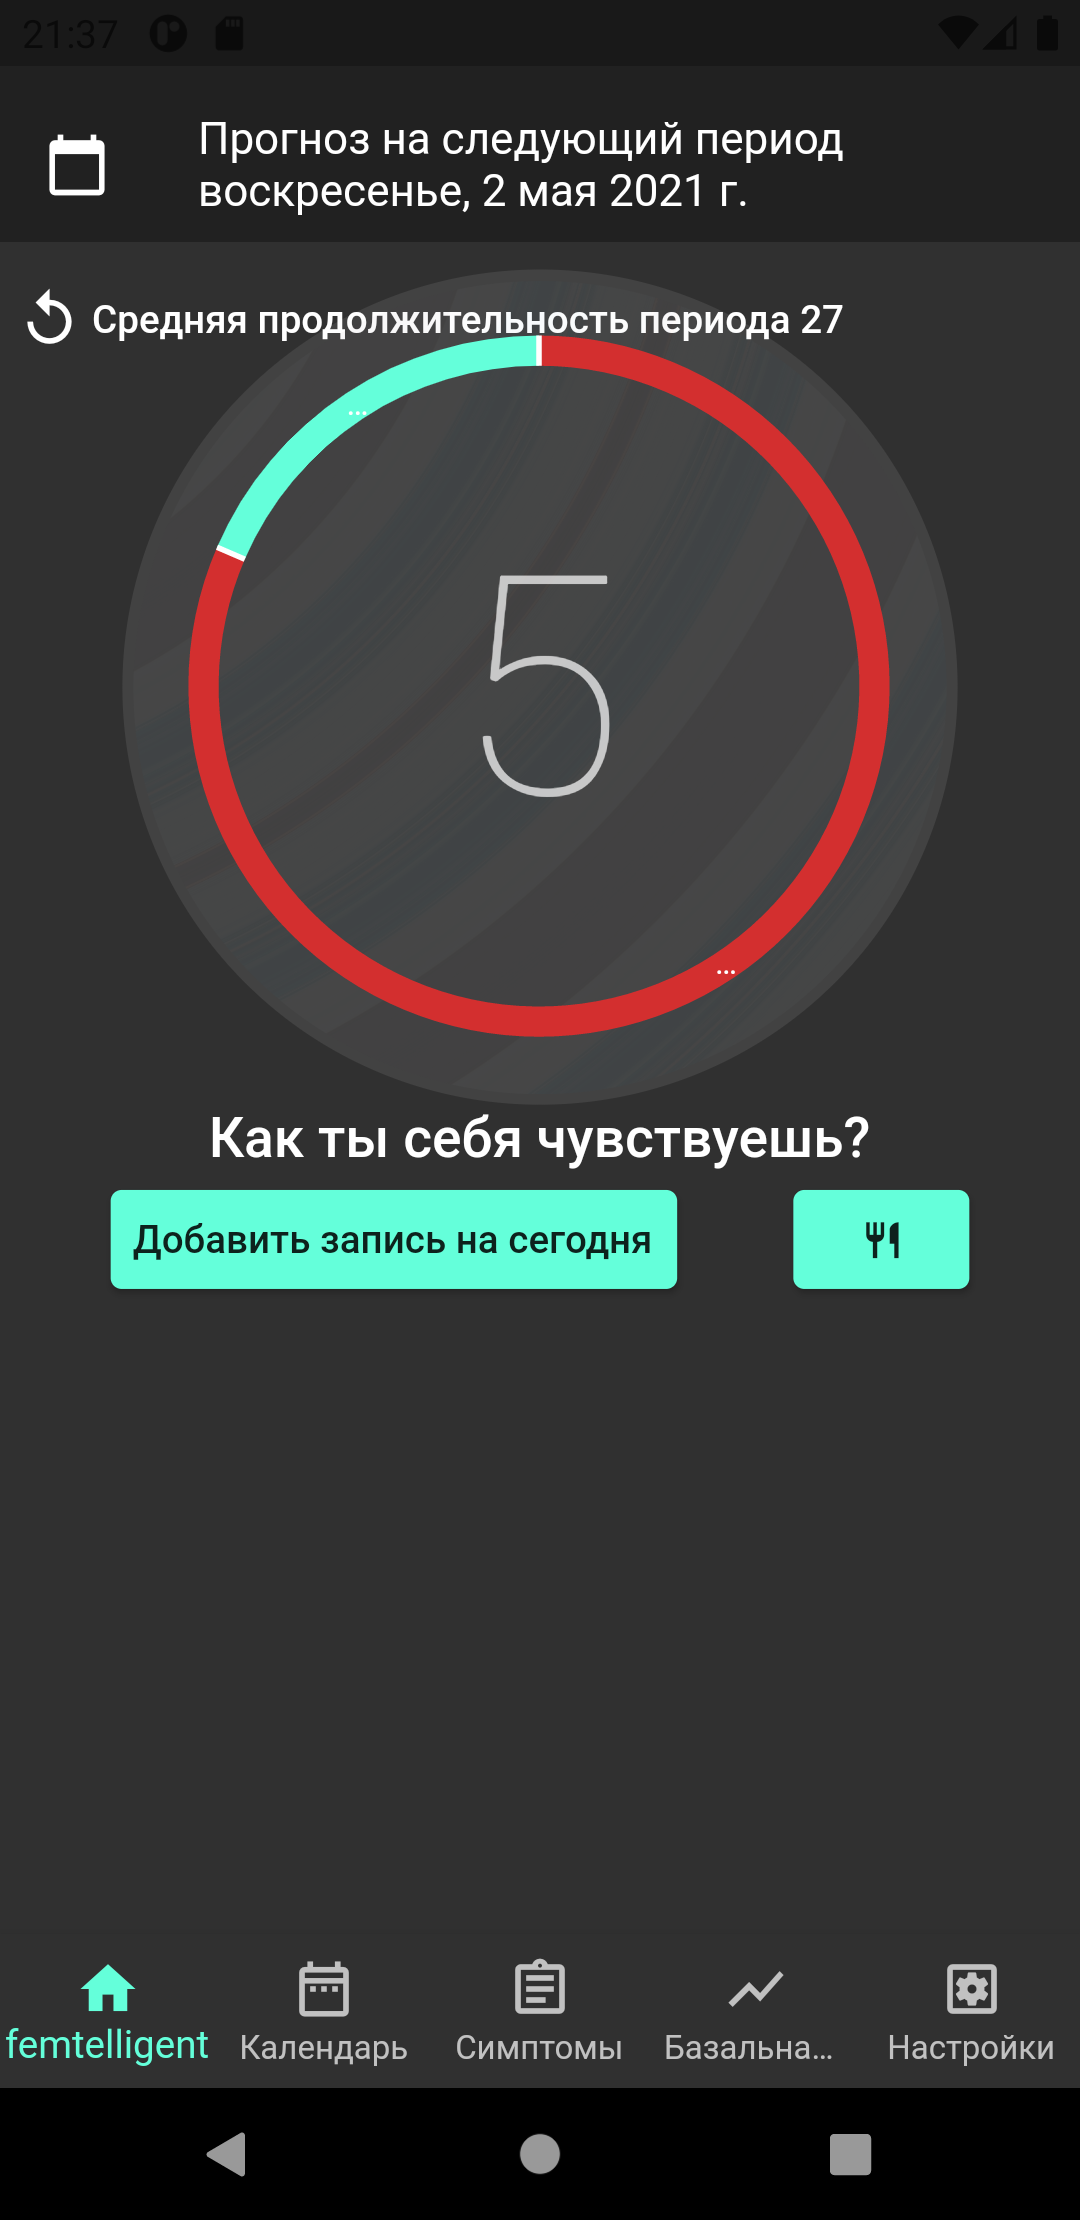 21:37
Прогноз на следующий период
воскресенье, 2 мая 2021 г.
Средняя продолжительность периода 27
...
5
...
Как ты себя чувствуешь?
Добавить запись на сегодня
femtelligent
Календарь
Симптомы
Базальна...
Настройки